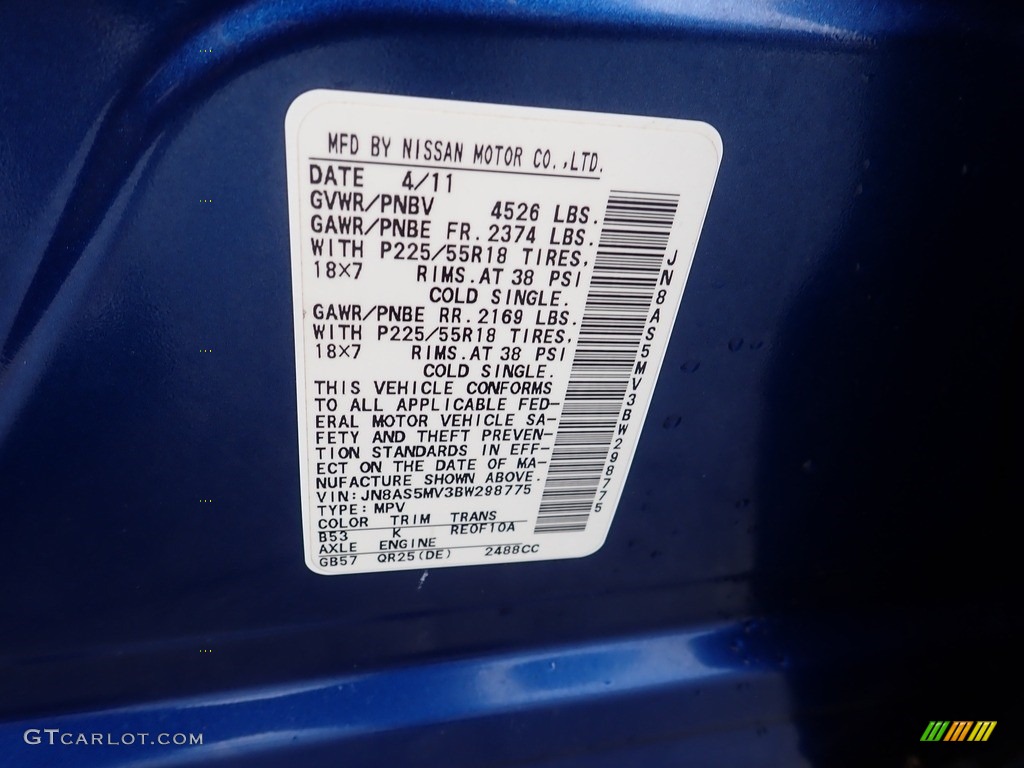 MFD BY NISSAN MOTOR CO.,LTD.
DATE 4/11
GVWR/PNBV 4526 LBS.
GAWR/PNBE FR. 2374 LBS.
WITH P225/55R18 TIRES,
18×7 RIMS. AT 38 PSI
COLD SINGLE.
GAWR/PNBE RR. 2169 LBS.
WITH P225/55R18 TIRES,
18×7 RIMS. AT 38 PSI
COLD SINGLE.
THIS VEHICLE CONFORMS
TO ALL APPLICABLE FED-
ERAL MOTOR VEHICLE SA-
FETY AND THEFT PREVEN-
TION STANDARDS IN EFF-
ECT ON THE DATE OF MA-
NUFACTURE SHOWN ABOVE.
VIN: JN8AS5MV3BW298775
TYPE: MPV
COLOR TRIM TRANS
B53 K RE0F10A
AXLE ENGINE
GB57 QR25(DE) 2488CC
JN8AS5MV3BW298775
GTCARLOT.COM